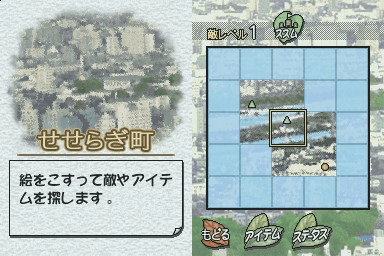 せせらぎ町
絵をこすって敵やアイテ
ムを探します。
敵レベル1
ススム
もどる
アイテム
ステータス